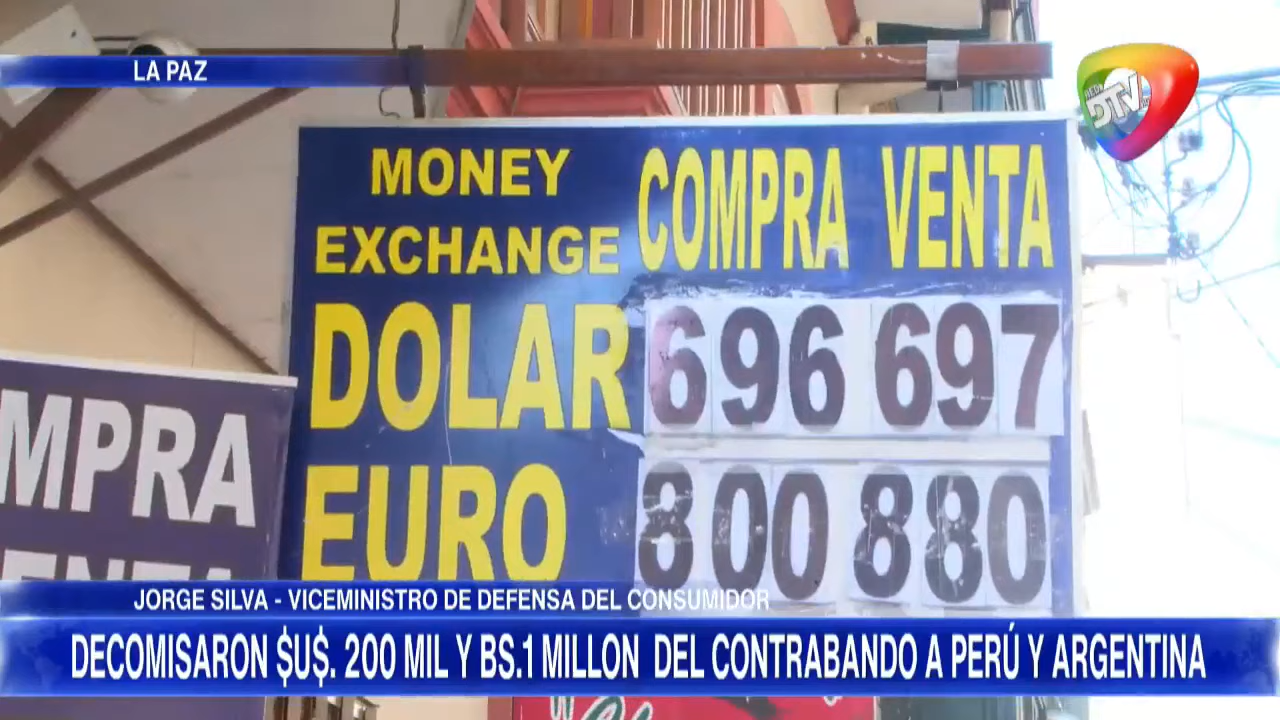 LA PAZ
DTV
MONEY
EXCHANGE
COMPRA VENTA
DOLAR 696 697
EURO 800 880
MPRA
JORGE SILVA - VICEMINISTRO DE DEFENSA DEL CONSUMIDOR
DECOMISARON $U$. 200 MIL Y BS.1 MILLON DEL CONTRABANDO A PERÚ Y ARGENTINA